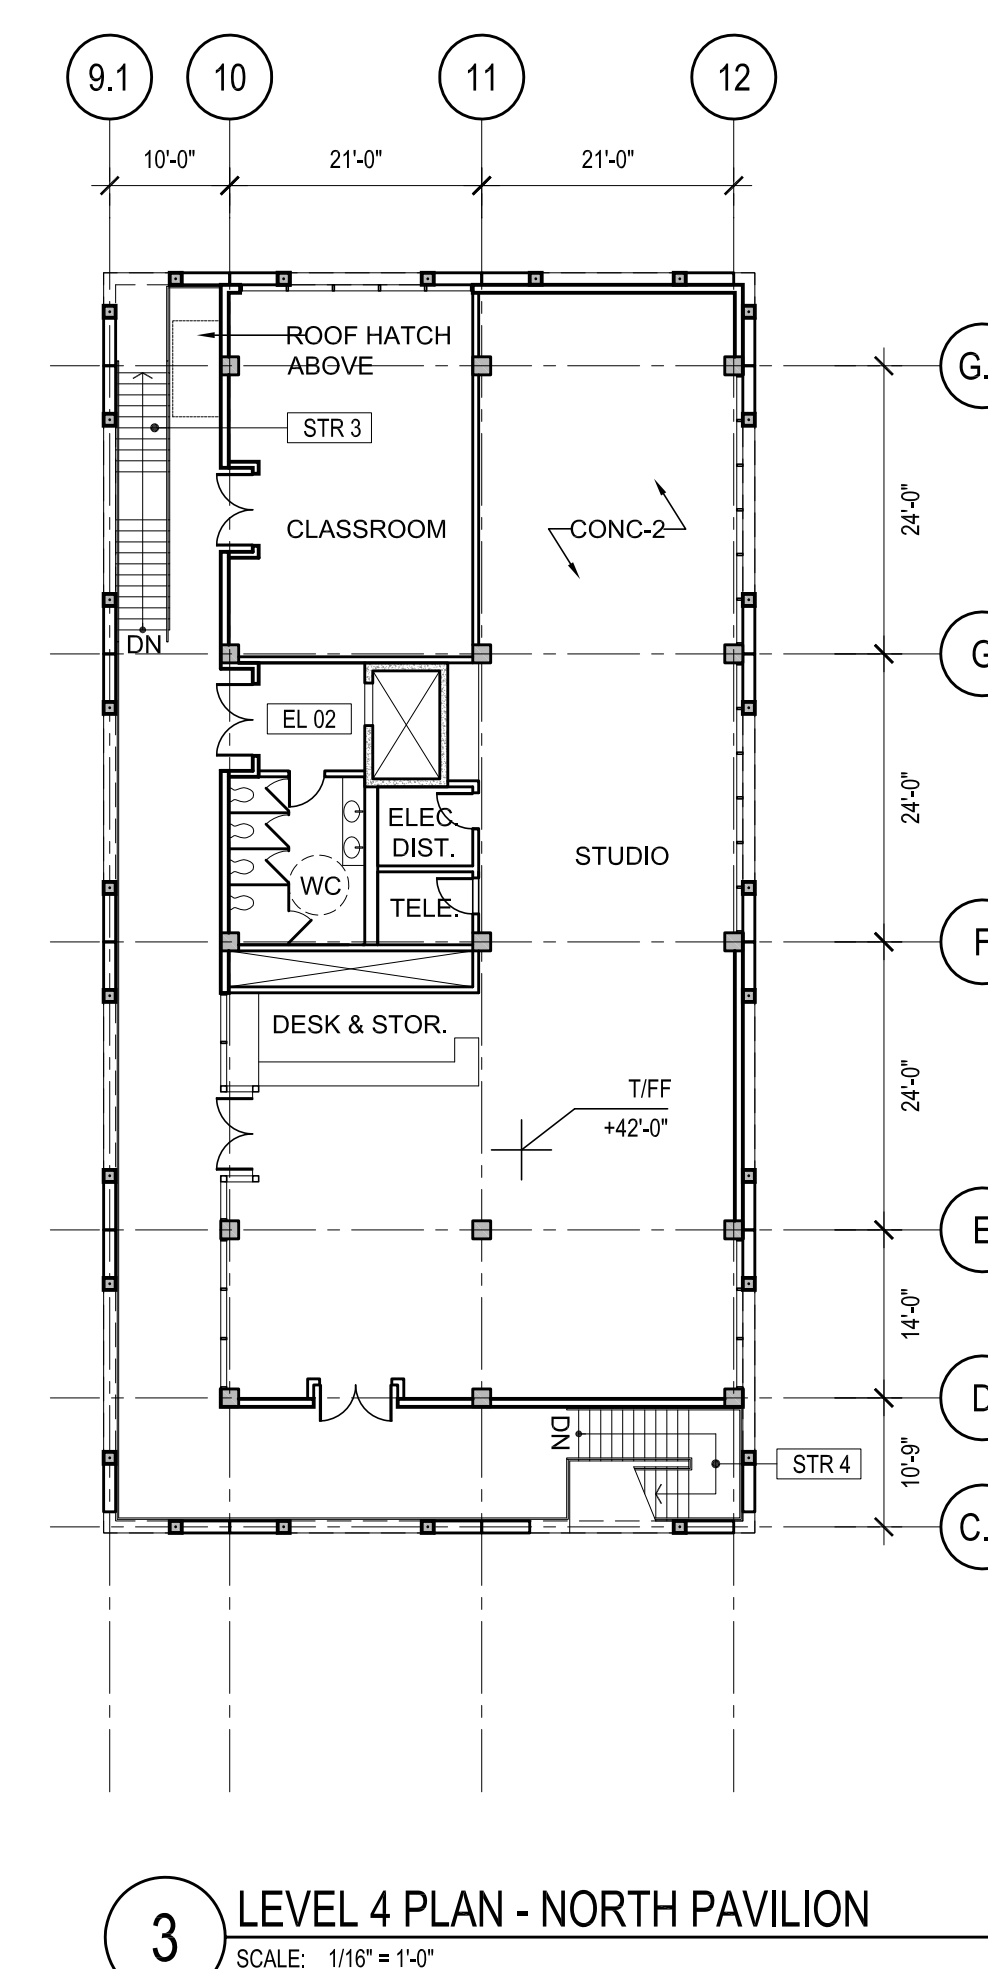 9.1
10
11
12
10'-0"
21'-0"
21'-0"
ROOF HATCH
ABOVE
STR 3
CLASSROOM
CONC-2
DN
EL 02
ELEC.
DIST.
WC
TELE.
STUDIO
DESK & STOR.
T/FF
+42'-0"
DN
STR 4
G.
24'-0"
G
24'-0"
F
24'-0"
E
14'-0"
D
10'-9"
C.
3
LEVEL 4 PLAN - NORTH PAVILION
SCALE: 1/16" = 1'-0"